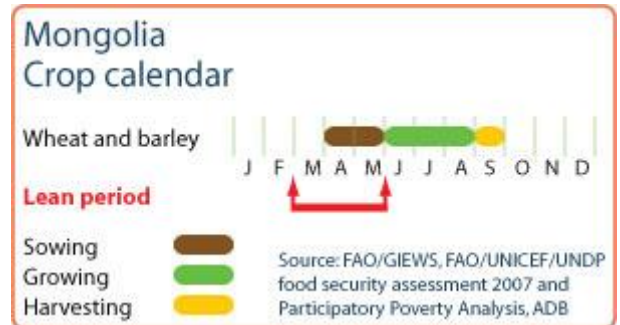 Mongolia
Crop calendar
Wheat and barley
J F M A M J J A S O N D
Lean period
Sowing
Growing
Harvesting
Source: FAO/GIEWS, FAO/UNICEF/UNDP
food security assessment 2007 and
Participatory Poverty Analysis, ADB